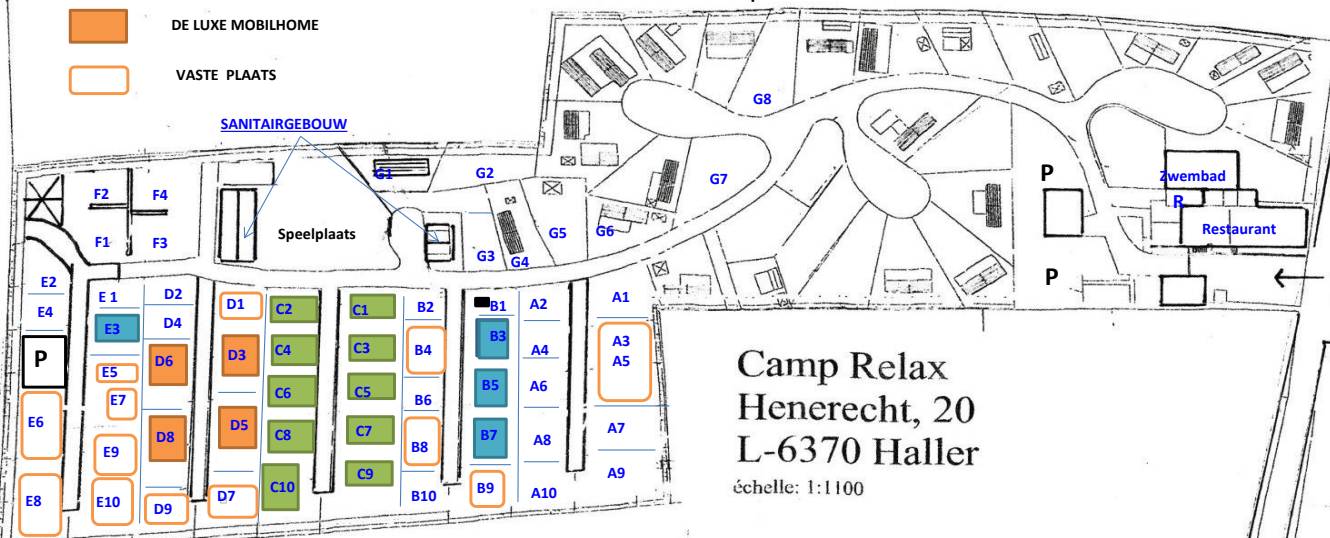 DE LUXE MOBILHOME
VASTE PLAATS
SANITAIRGEBOUW
G8
G1
G2
G7
P
Zwembad
R
Restaurant
F2
F4
F1
F3
Speelplaats
G3
G4
G5
G6
P
E2
E4
E 1
D2
D4
E3
D1
C2
C1
B2
B1
A2
A1
P
D6
D3
C4
C3
B4
B3
A4
A3
A5
E5
E7
C6
C5
B6
B5
A6
E6
E9
D8
D5
C8
C7
B8
B7
A8
A7
E8
E10
D9
D7
C10
C9
B10
B9
A10
A9
Camp Relax
Henerecht, 20
L-6370 Haller
échelle: 1:1100